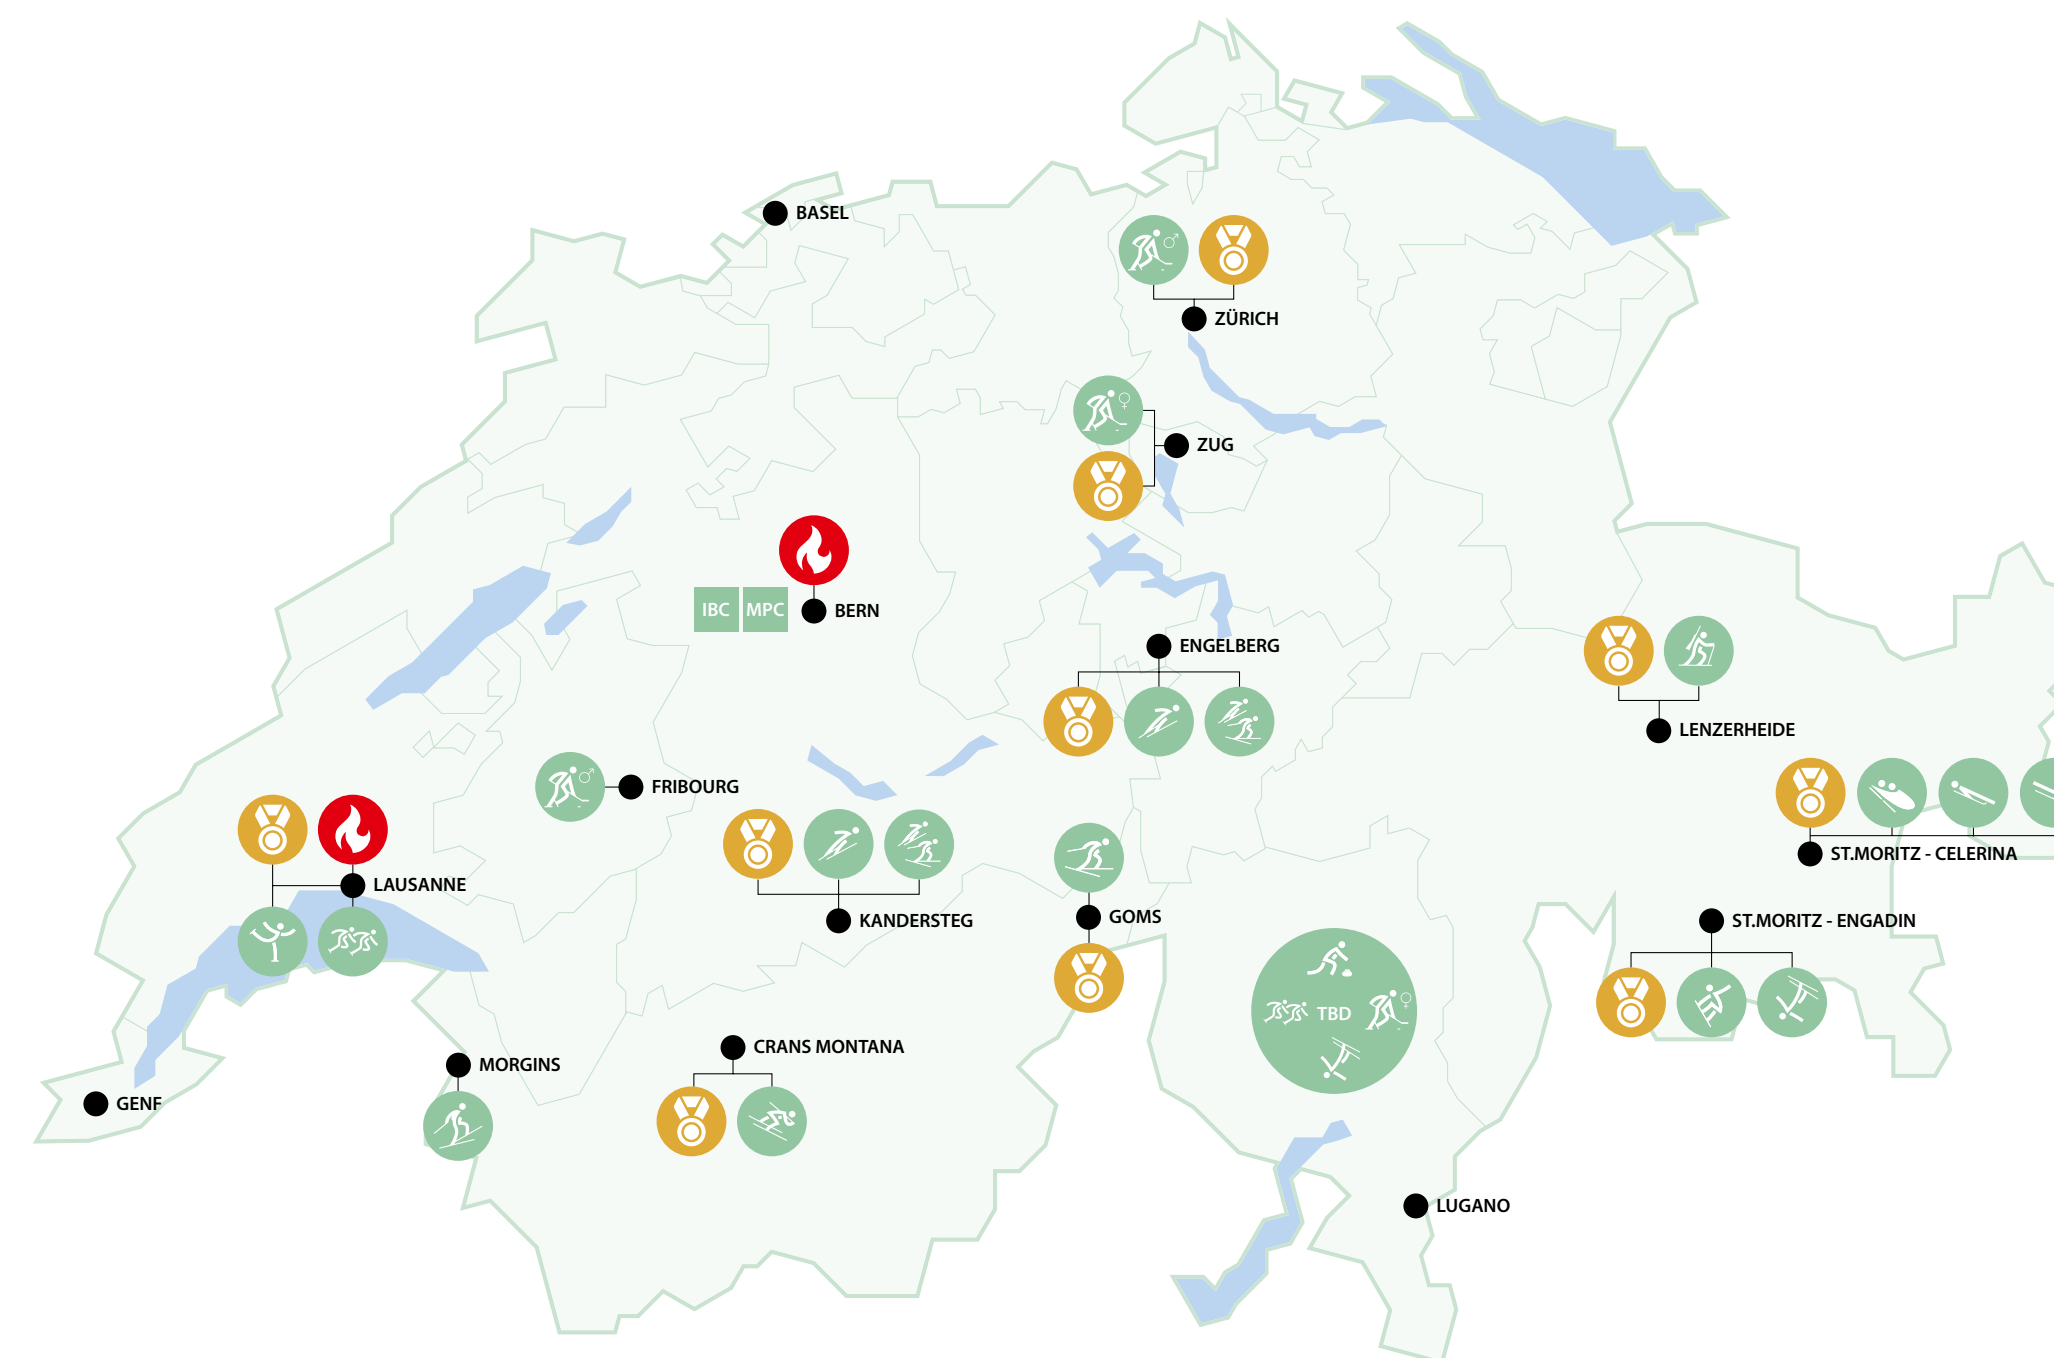 BASEL
ZÜRICH
ZUG
IBC MPC BERN
ENGELBERG
LENZERHEIDE
FRIBOURG
ST.MORITZ - CELERINA
LAUSANNE
KANDERSTEG
GOMS
ST.MORITZ - ENGADIN
TBD
CRANS MONTANA
MORGINS
GENF
LUGANO